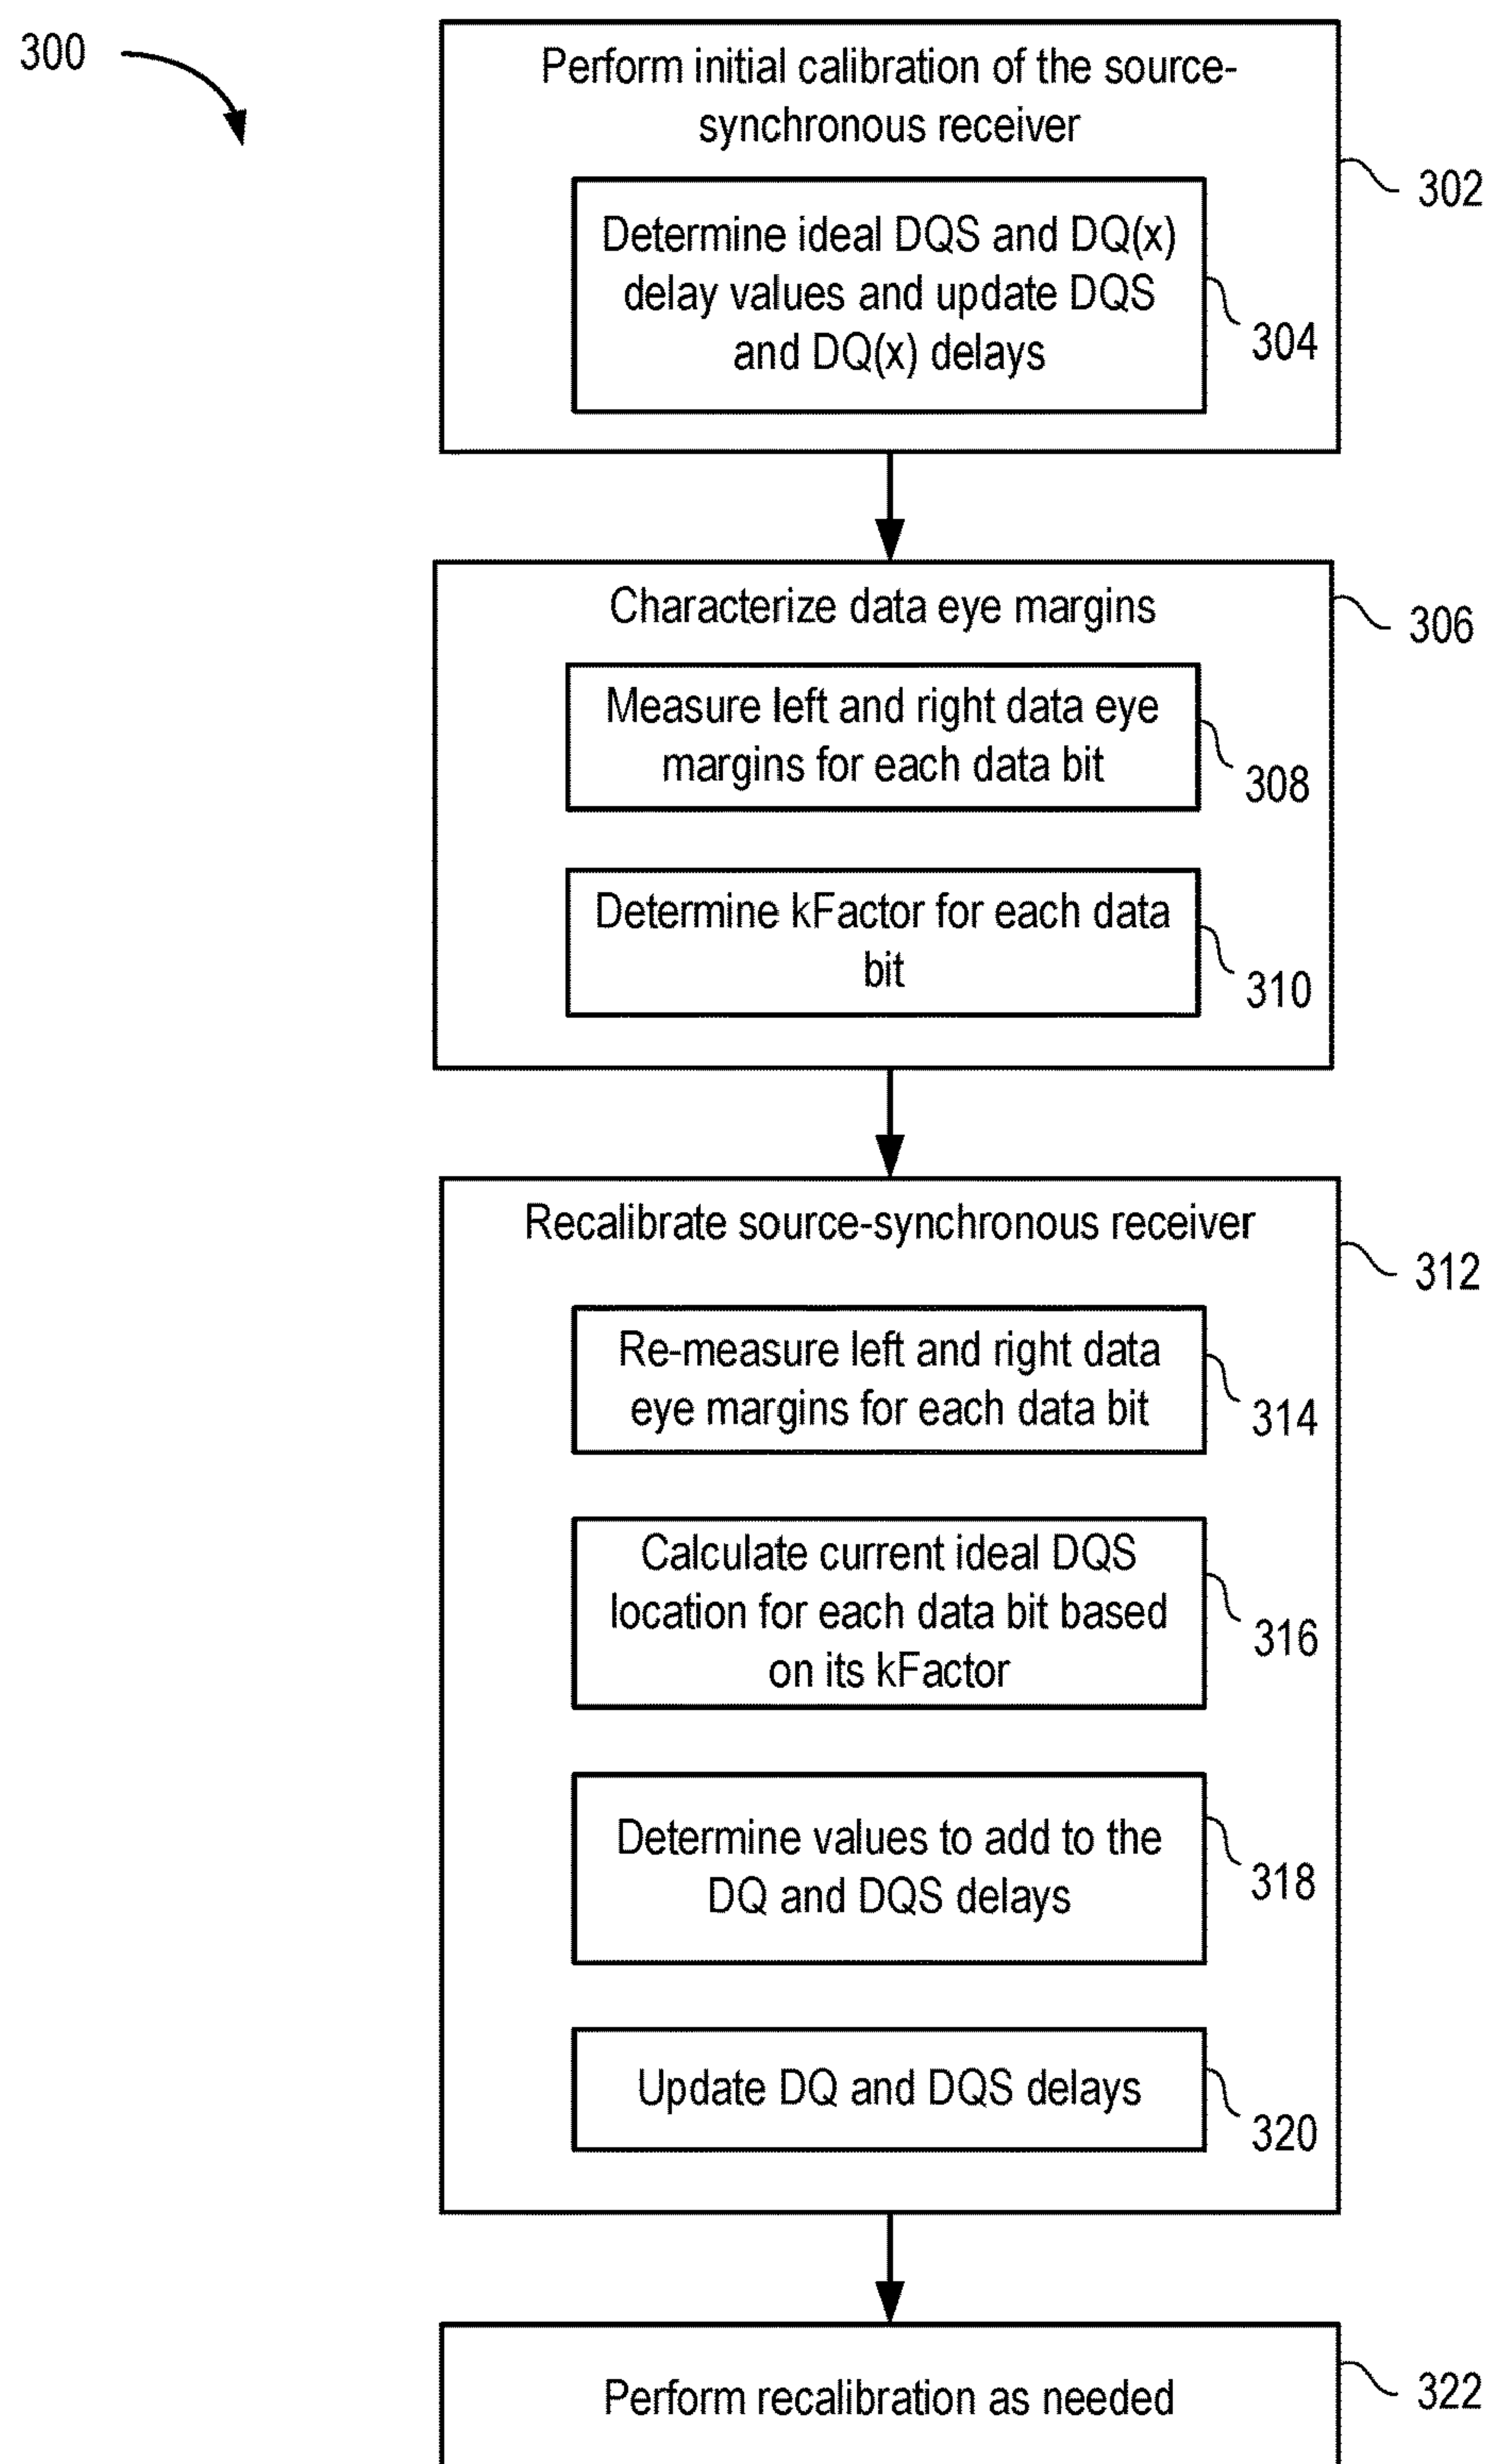 300
Perform initial calibration of the source-
synchronous receiver
302
Determine ideal DQS and DQ(x)
delay values and update DQS
and DQ(x) delays
304
Characterize data eye margins
306
Measure left and right data eye
margins for each data bit
308
Determine kFactor for each data
bit
310
Recalibrate source-synchronous receiver
312
Re-measure left and right data
eye margins for each data bit
314
Calculate current ideal DQS
location for each data bit based
on its kFactor
316
Determine values to add to the
DQ and DQS delays
318
Update DQ and DQS delays
320
Perform recalibration as needed
322